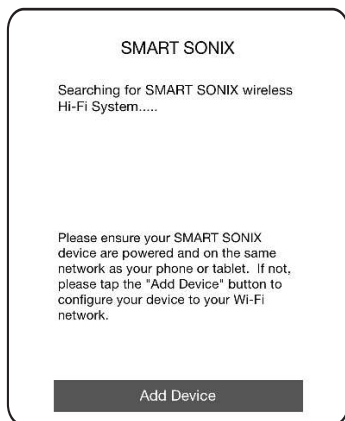 SMART SONIX
Searching for SMART SONIX wireless
Hi-Fi System.....
Please ensure your SMART SONIX
device are powered and on the same
network as your phone or tablet. If not,
please tap the "Add Device" button to
configure your device to your Wi-Fi
network.
Add Device